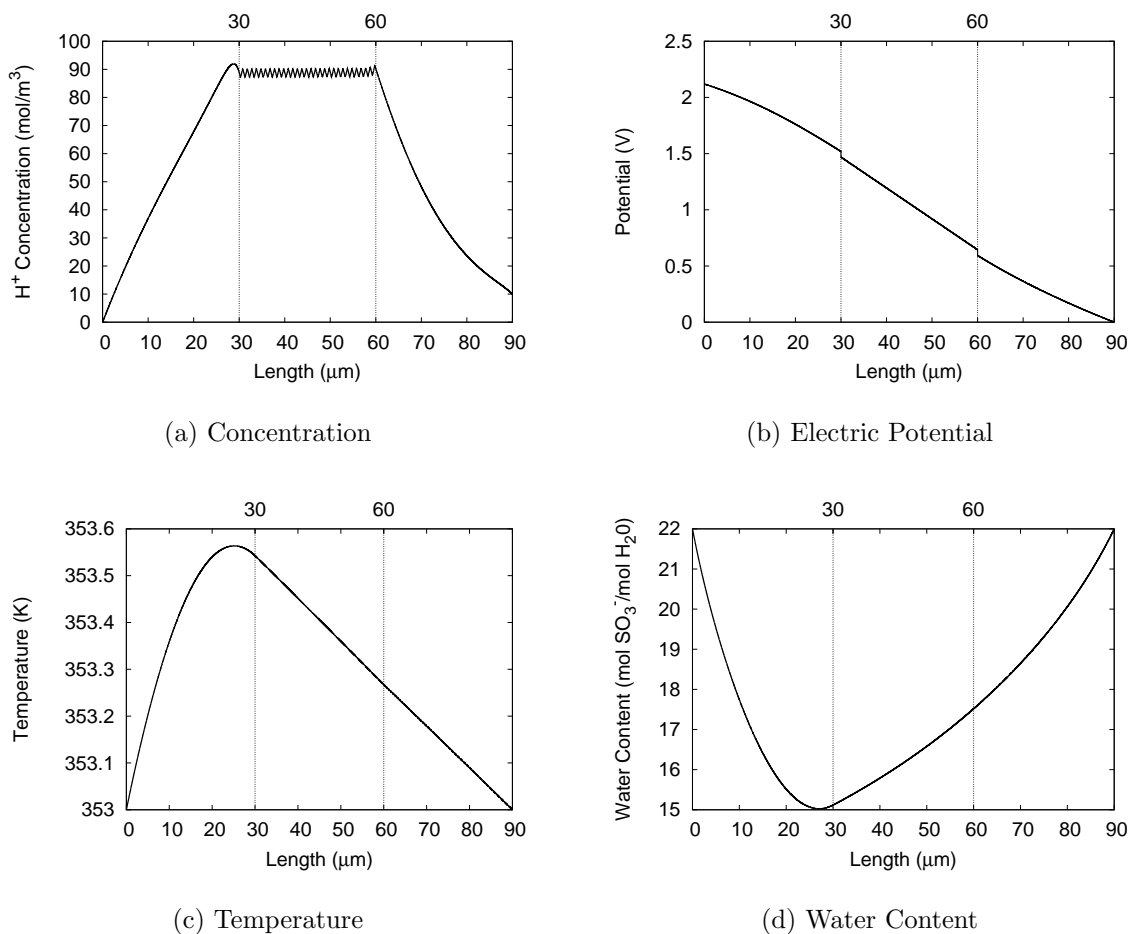 30 60
100
90
80
70
60
50
40
30
20
10
0
H+ Concentration (mol/m3)
0 10 20 30 40 50 60 70 80 90
Length (μm)
(a) Concentration
30 60
2.5
2
1.5
1
0.5
0
Potential (V)
0 10 20 30 40 50 60 70 80 90
Length (μm)
(b) Electric Potential
30 60
353.6
353.5
353.4
353.3
353.2
353.1
353
Temperature (K)
0 10 20 30 40 50 60 70 80 90
Length (μm)
(c) Temperature
30 60
22
21
20
19
18
17
16
15
Water Content (mol SO3-/mol H20)
0 10 20 30 40 50 60 70 80 90
Length (μm)
(d) Water Content